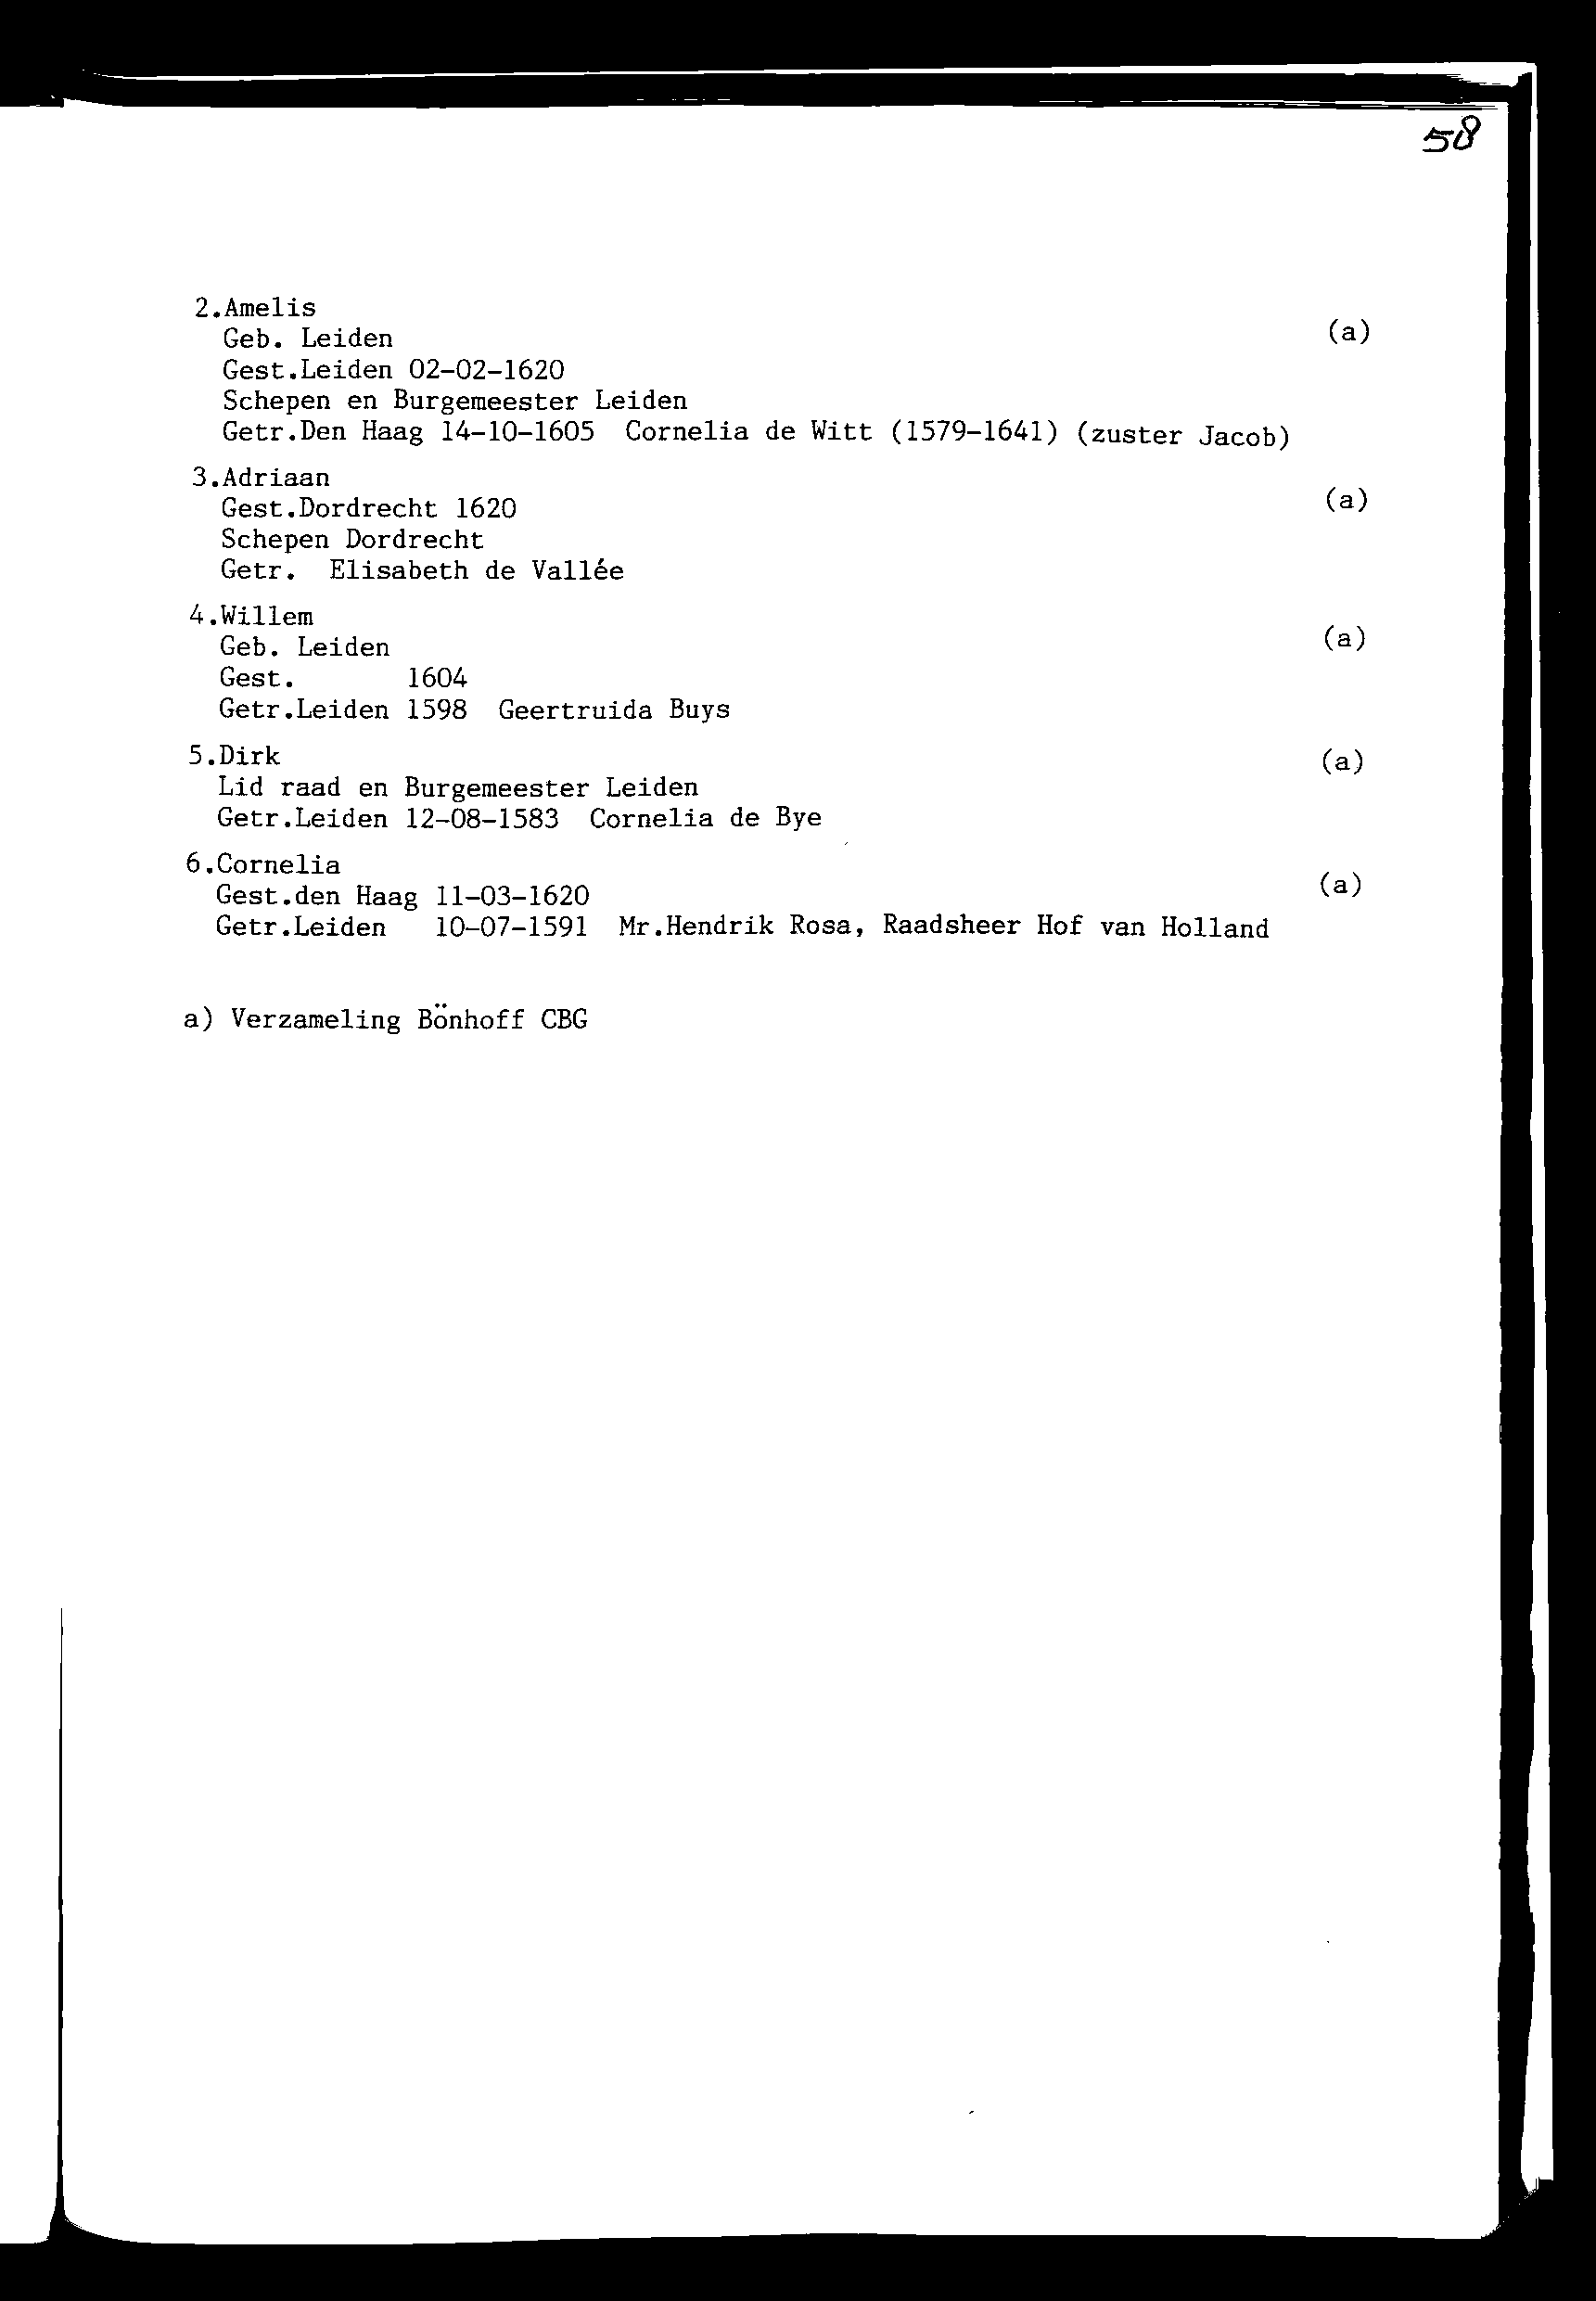 58
2.Amelis
Geb. Leiden (a)
Gest.Leiden 02-02-1620
Schepen en Burgemeester Leiden
Getr.Den Haag 14-10-1605 Cornelia de Witt (1579-1641) (zuster Jacob)
3.Adriaan
Gest.Dordrecht 1620 (a)
Schepen Dordrecht
Getr. Elisabeth de Vallée
4.Willem
Geb. Leiden (a)
Gest. 1604
Getr.Leiden 1598 Geertruida Buys
5.Dirk (a)
Lid raad en Burgemeester Leiden
Getr.Leiden 12-08-1583 Cornelia de Bye
6.Cornelia
Gest.den Haag 11-03-1620 (a)
Getr.Leiden 10-07-1591 Mr.Hendrik Rosa, Raadsheer Hof van Holland
a) Verzameling Bönhoff CBG